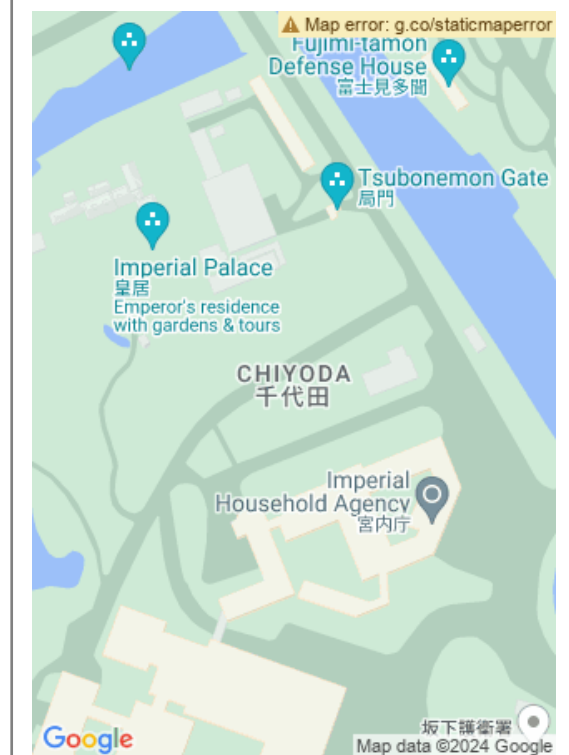 Map error: g.co/staticmaperror
Fujimi-tamon
Defense House
富士見多聞
Tsubonemon Gate
局門
Imperial Palace
皇居
Emperor's residence
with gardens & tours
CHIYODA
千代田
Imperial
Household Agency
宮内庁
坂下護衛署
Google
Map data ©2024 Google